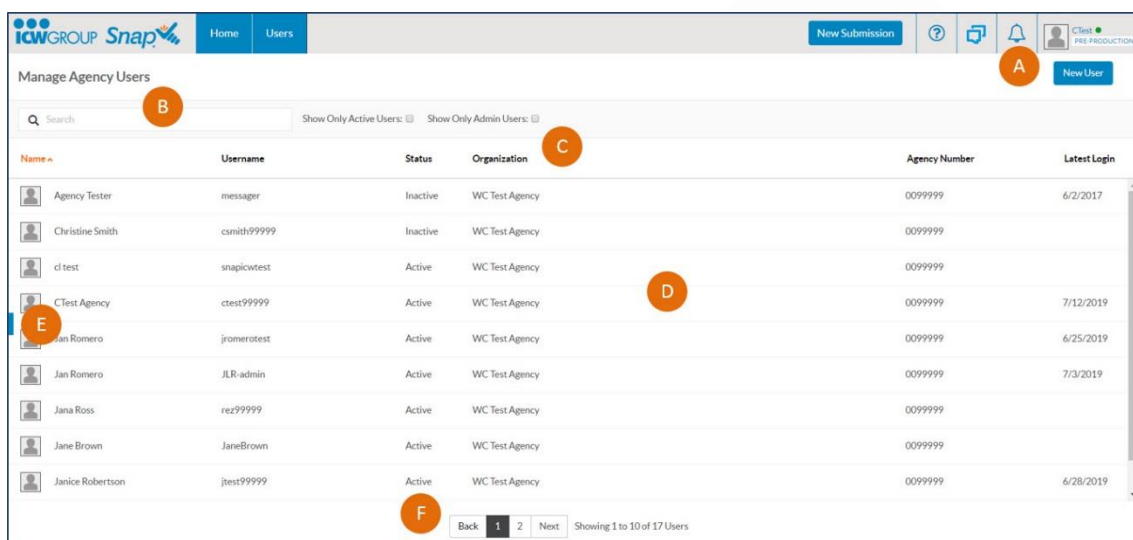 ICWGROUP Snap Home Users New Submission ? CTest
PRE-PRODUCTION
A
Manage Agency Users New User
B
Search Show Only Active Users: Show Only Admin Users:
C
Name Username Status Organization Agency Number Latest Login
Agency Tester messager Inactive WC Test Agency 0099999 6/2/2017
Christine Smith csmith99999 Inactive WC Test Agency 0099999
cl test snapicwtest Active WC Test Agency 0099999
D
CTest Agency ctest99999 Active WC Test Agency 0099999 7/12/2019
E
Jan Romero jromerotest Active WC Test Agency 0099999 6/25/2019
Jan Romero JLR-admin Active WC Test Agency 0099999 7/3/2019
Jana Ross rez99999 Active WC Test Agency 0099999
Jane Brown JaneBrown Active WC Test Agency 0099999
Janice Robertson jtest99999 Active WC Test Agency 0099999 6/28/2019
F
Back 1 2 Next Showing 1 to 10 of 17 Users